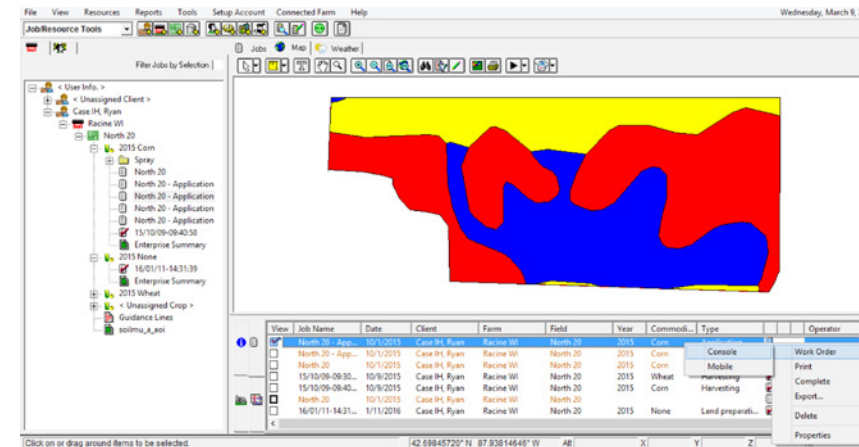 File View Resources Reports Tools Setup Account Connected Farm Help Wednesday, March 9,
Job/Resource Tools
Jobs Map Weather
Filter Jobs by Selection
< User Info. >
< Unassigned Client >
Case IH, Ryan
Racine WI
North 20
2015 Corn
Spray
North 20
North 20 - Application
North 20 - Application
North 20 - Application
15/10/09-09:40:58
Enterprise Summary
2015 None
16/01/11-14:31:39
Enterprise Summary
2015 Wheat
< Unassigned Crop >
Guidance Lines
soilmu_a_aoi
View Job Name Date Client Farm Field Year Commodi... Type Operator
North 20 - App... 10/1/2015 Case IH, Ryan Racine WI North 20 2015 Corn Application
North 20 - App... 10/1/2015 Case IH, Ryan Racine WI North 20 2015 Corn
North 20 10/1/2015 Case IH, Ryan Racine WI North 20 2015 Corn
15/10/09-09:30... 10/9/2015 Case IH, Ryan Racine WI North 20 2015 Wheat Harvesting
15/10/09-09:40... 10/9/2015 Case IH, Ryan Racine WI North 20 2015 Corn Harvesting
North 20 Case IH, Ryan Racine WI North 20
16/01/11-14:31... 1/11/2016 Case IH, Ryan Racine WI North 20 2015 None Land preparati...
Console
Mobile
Work Order
Print
Complete
Export...
Delete
Properties
Click on or drag around items to be selected. 42.69845720° N 87.93814646° W Alt X Y Z